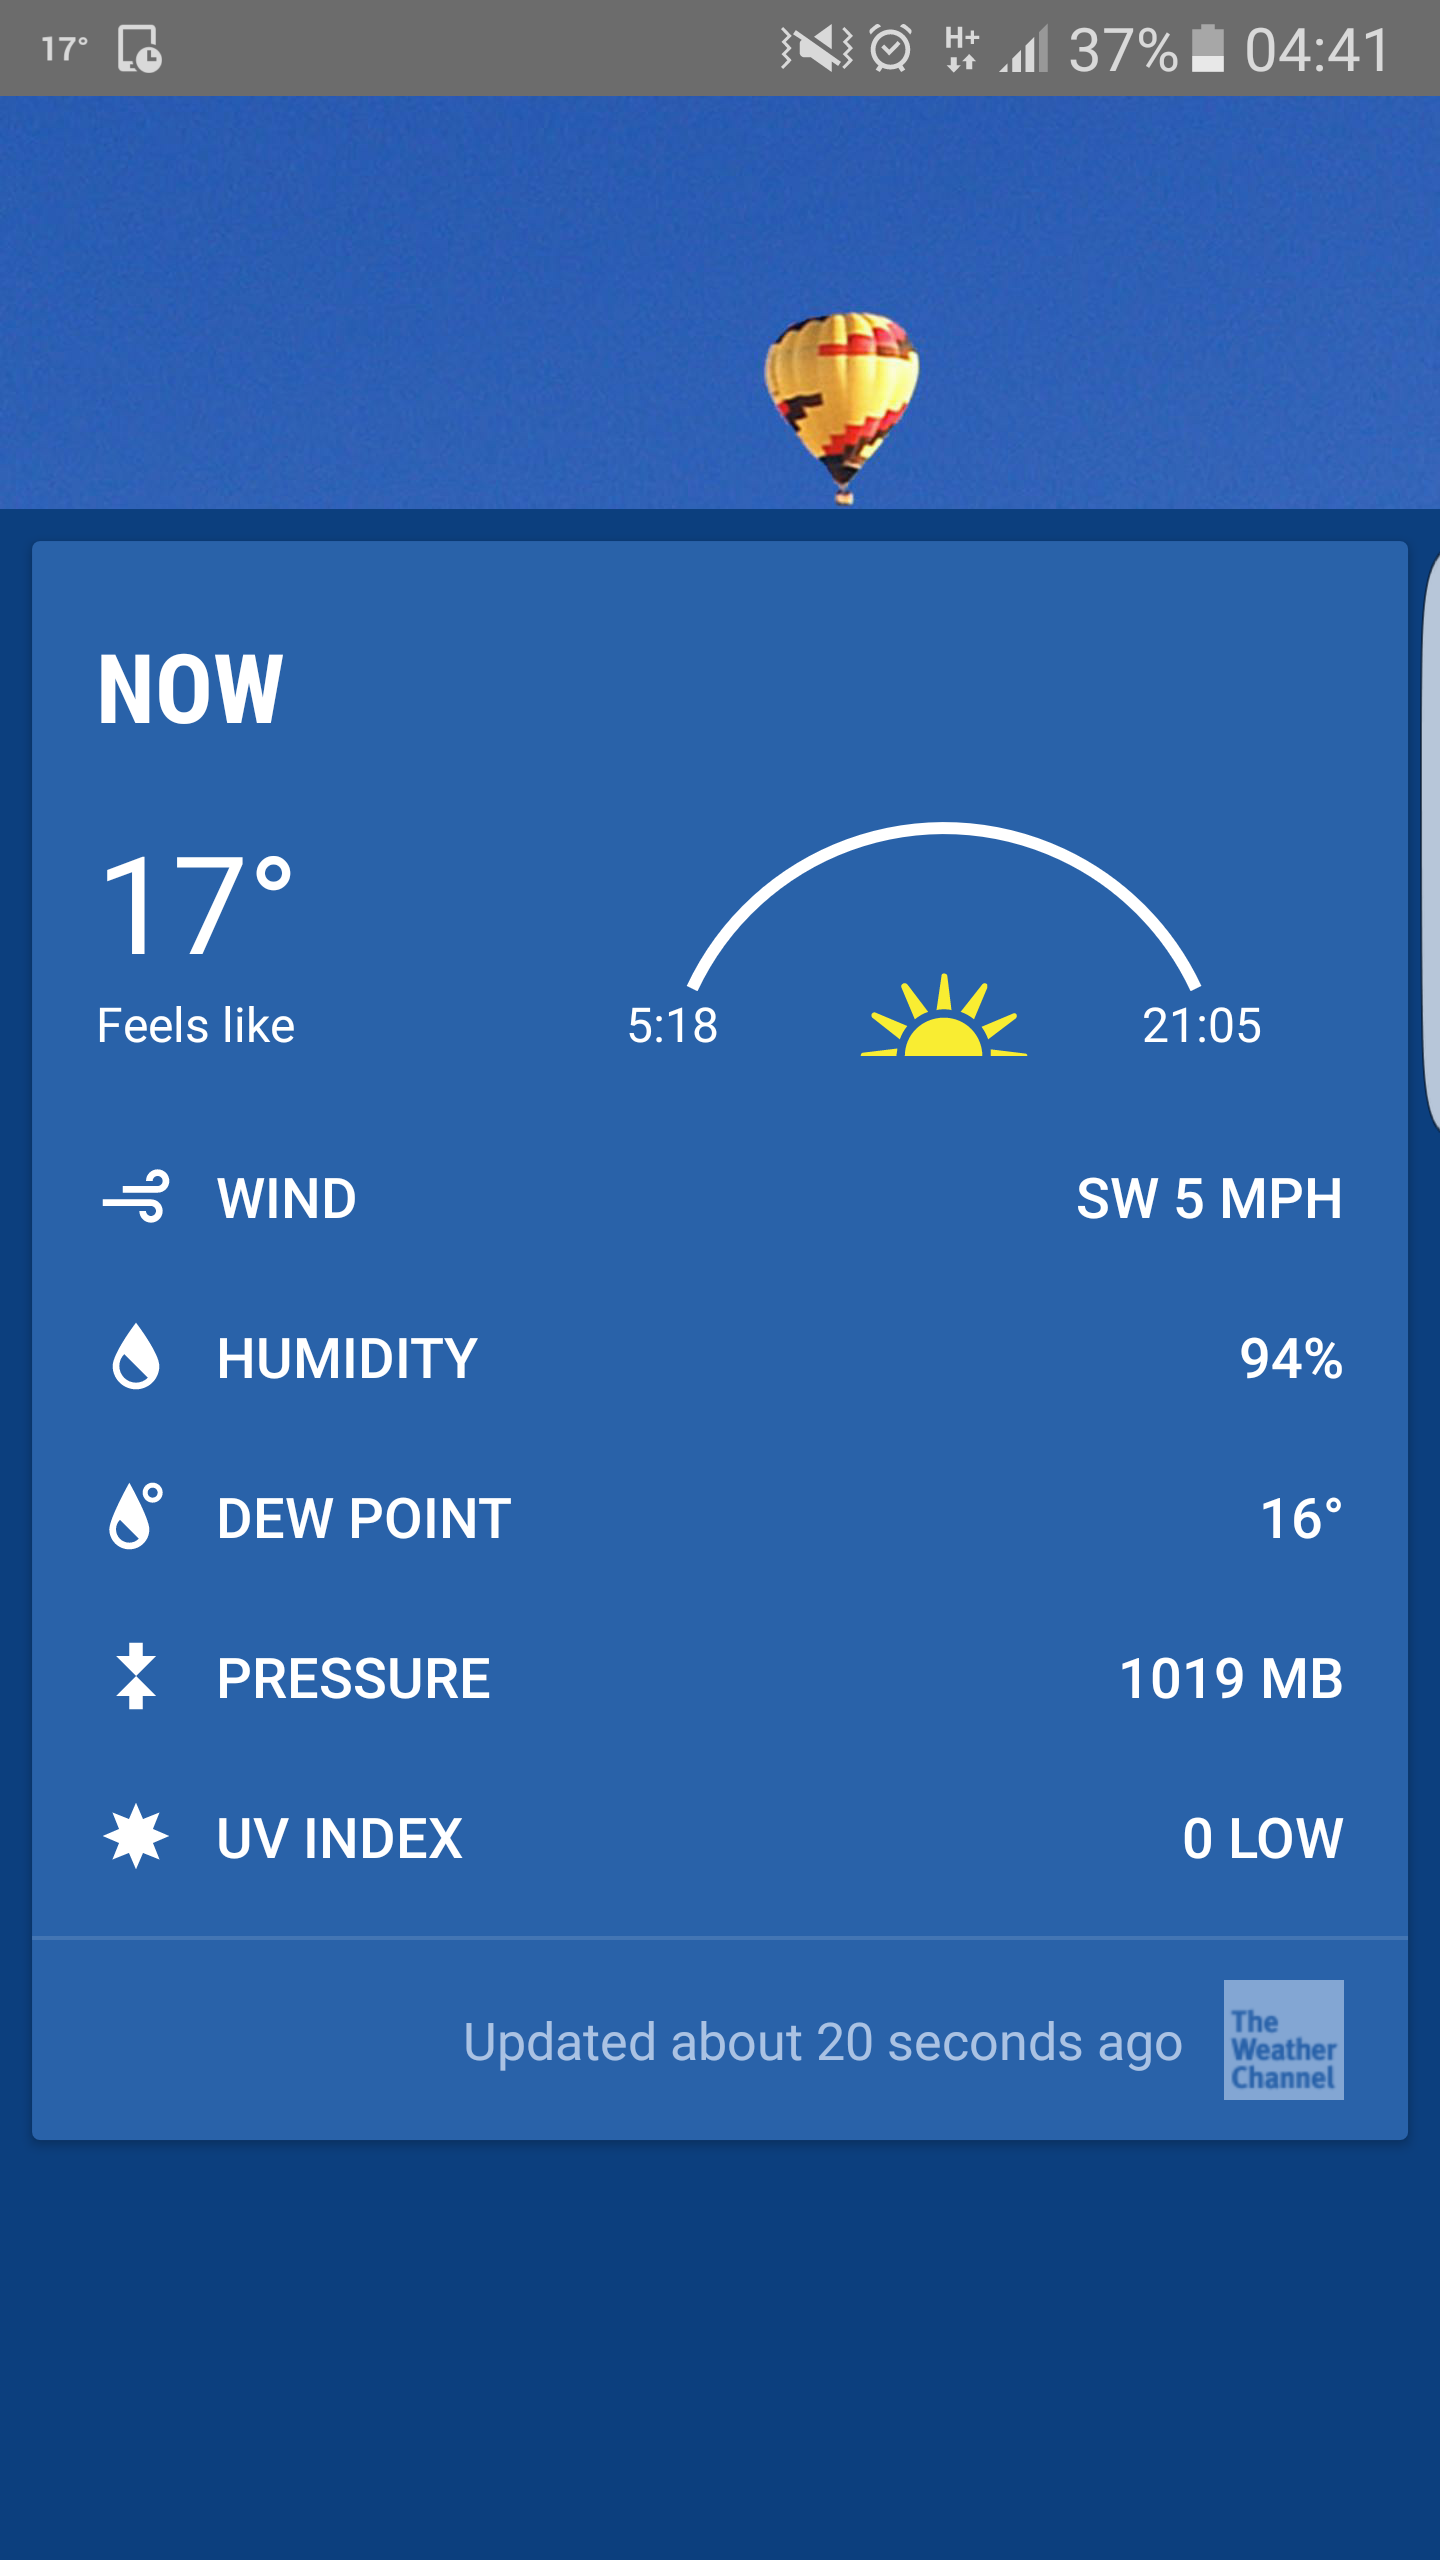 17° H+ 37% 04:41
NOW
17°
Feels like
5:18 21:05
WIND SW 5 MPH
HUMIDITY 94%
DEW POINT 16°
PRESSURE 1019 MB
UV INDEX 0 LOW
Updated about 20 seconds ago
The
Weather
Channel